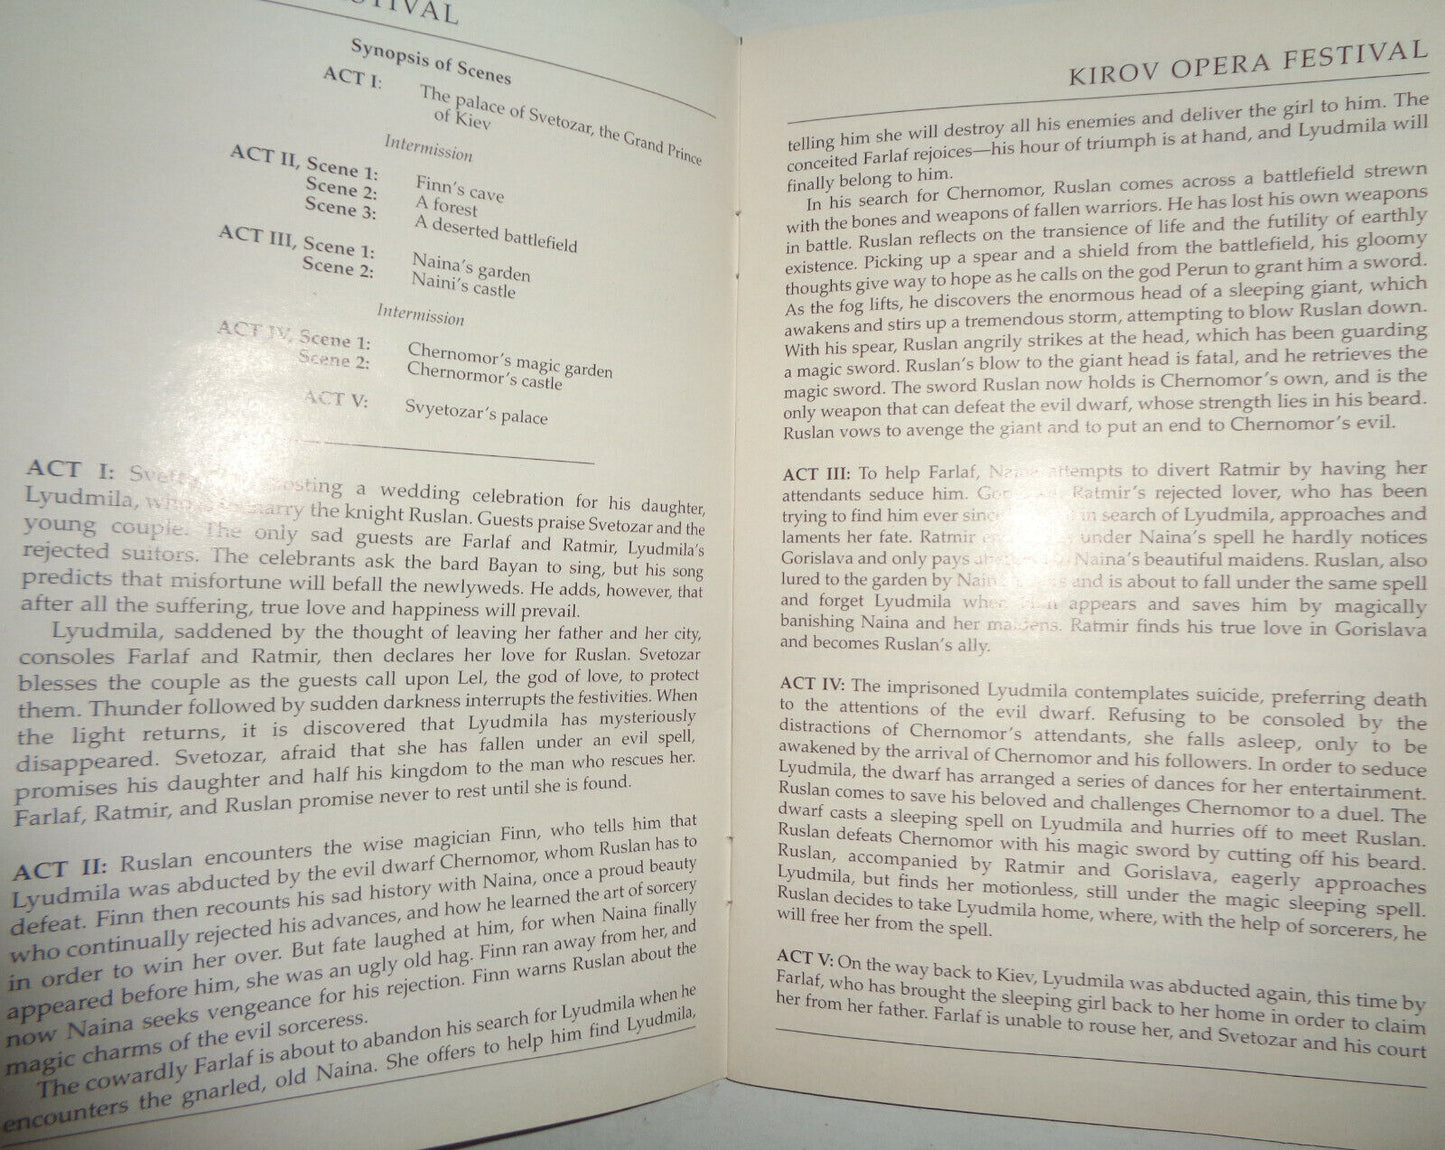 STIVAL
Synopsis of Scenes
ACT I: The palace of Svetozar, the Grand Prince
of Kiev
Intermission
ACT II, Scene 1: Finn's cave
Scene 2: A forest
Scene 3: A deserted battlefield
ACT III, Scene 1: Naina's garden
Scene 2: Naini's castle
Intermission
ACT IV, Scene 1: Chernomor's magic garden
Scene 2: Chernormor's castle
ACT V: Svyetozar's palace
ACT I: a wedding celebration for his daughter,
Lyudmila, the knight Ruslan. Guests praise Svetozar and the
young couple. The only sad guests are Farlaf and Ratmir, Lyudmila's
rejected suitors. The celebrants ask the bard Bayan to sing, but his song
predicts that misfortune will befall the newlyweds. He adds, however, that
after all the suffering, true love and happiness will prevail.
Lyudmila, saddened by the thought of leaving her father and her city,
consoles Farlaf and Ratmir, then declares her love for Ruslan. Svetozar
blesses the couple as the guests call upon Lel, the god of love, to protect
them. Thunder followed by sudden darkness interrupts the festivities. When
the light returns, it is discovered that Lyudmila has mysteriously
disappeared. Svetozar, afraid that she has fallen under an evil spell,
promises his daughter and half his kingdom to the man who rescues her.
Farlaf, Ratmir, and Ruslan promise never to rest until she is found.
ACT II: Ruslan encounters the wise magician Finn, who tells him that
Lyudmila was abducted by the evil dwarf Chernomor, whom Ruslan has to
defeat. Finn then recounts his sad history with Naina, once a proud beauty
who continually rejected his advances, and how he learned the art of sorcery
in order to win her over. But fate laughed at him, for when Naina finally
appeared before him, she was an ugly old hag. Finn ran away from her, and
now Naina seeks vengeance for his rejection. Finn warns Ruslan about the
magic charms of the evil sorceress.
The cowardly Farlaf is about to abandon his search for Lyudmila when he
encounters the gnarled, old Naina. She offers to help him find Lyudmila,
KIROV OPERA FESTIVAL
telling him she will destroy all his enemies and deliver the girl to him. The
conceited Farlaf rejoices—his hour of triumph is at hand, and Lyudmila will
finally belong to him.
In his search for Chernomor, Ruslan comes across a battlefield strewn
with the bones and weapons of fallen warriors. He has lost his own weapons
in battle. Ruslan reflects on the transience of life and the futility of earthly
existence. Picking up a spear and a shield from the battlefield, his gloomy
thoughts give way to hope as he calls on the god Perun to grant him a sword.
As the fog lifts, he discovers the enormous head of a sleeping giant, which
awakens and stirs up a tremendous storm, attempting to blow Ruslan down.
With his spear, Ruslan angrily strikes at the head, which has been guarding
a magic sword. Ruslan's blow to the giant head is fatal, and he retrieves the
magic sword. The sword Ruslan now holds is Chernomor's own, and is the
only weapon that can defeat the evil dwarf, whose strength lies in his beard.
Ruslan vows to avenge the giant and to put an end to Chernomor's evil.
ACT III: To help Farlaf, attempts to divert Ratmir by having her
attendants seduce him. Ratmir's rejected lover, who has been
trying to find him ever since in search of Lyudmila, approaches and
laments her fate. Ratmir under Naina's spell he hardly notices
Gorislava and only pays Naina's beautiful maidens. Ruslan, also
lured to the garden by and is about to fall under the same spell
and forget Lyudmila when appears and saves him by magically
banishing Naina and her maidens. Ratmir finds his true love in Gorislava
and becomes Ruslan's ally.
ACT IV: The imprisoned Lyudmila contemplates suicide, preferring death
to the attentions of the evil dwarf. Refusing to be consoled by the
distractions of Chernomor's attendants, she falls asleep, only to be
awakened by the arrival of Chernomor and his followers. In order to seduce
Lyudmila, the dwarf has arranged a series of dances for her entertainment.
Ruslan comes to save his beloved and challenges Chernomor to a duel. The
dwarf casts a sleeping spell on Lyudmila and hurries off to meet Ruslan.
Ruslan defeats Chernomor with his magic sword by cutting off his beard.
Ruslan, accompanied by Ratmir and Gorislava, eagerly approaches
Lyudmila, but finds her motionless, still under the magic sleeping spell.
Ruslan decides to take Lyudmila home, where, with the help of sorcerers, he
will free her from the spell.
ACT V: On the way back to Kiev, Lyudmila was abducted again, this time by
Farlaf, who has brought the sleeping girl back to her home in order to claim
her from her father. Farlaf is unable to rouse her, and Svetozar and his court